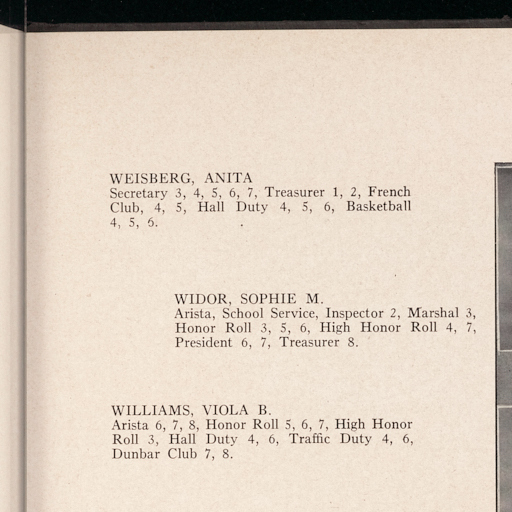 WEISBERG, ANITA
Secretary 3, 4, 5, 6, 7, Treasurer 1, 2, French
Club, 4, 5, Hall Duty 4, 5, 6, Basketball
4, 5, 6.
WIDOR, SOPHIE M.
Arista, School Service, Inspector 2, Marshal 3,
Honor Roll 3, 5, 6, High Honor Roll 4, 7,
President 6, 7, Treasurer 8.
WILLIAMS, VIOLA B.
Arista 6, 7, 8, Honor Roll 5, 6, 7, High Honor
Roll 3, Hall Duty 4, 6, Traffic Duty 4, 6,
Dunbar Club 7, 8.